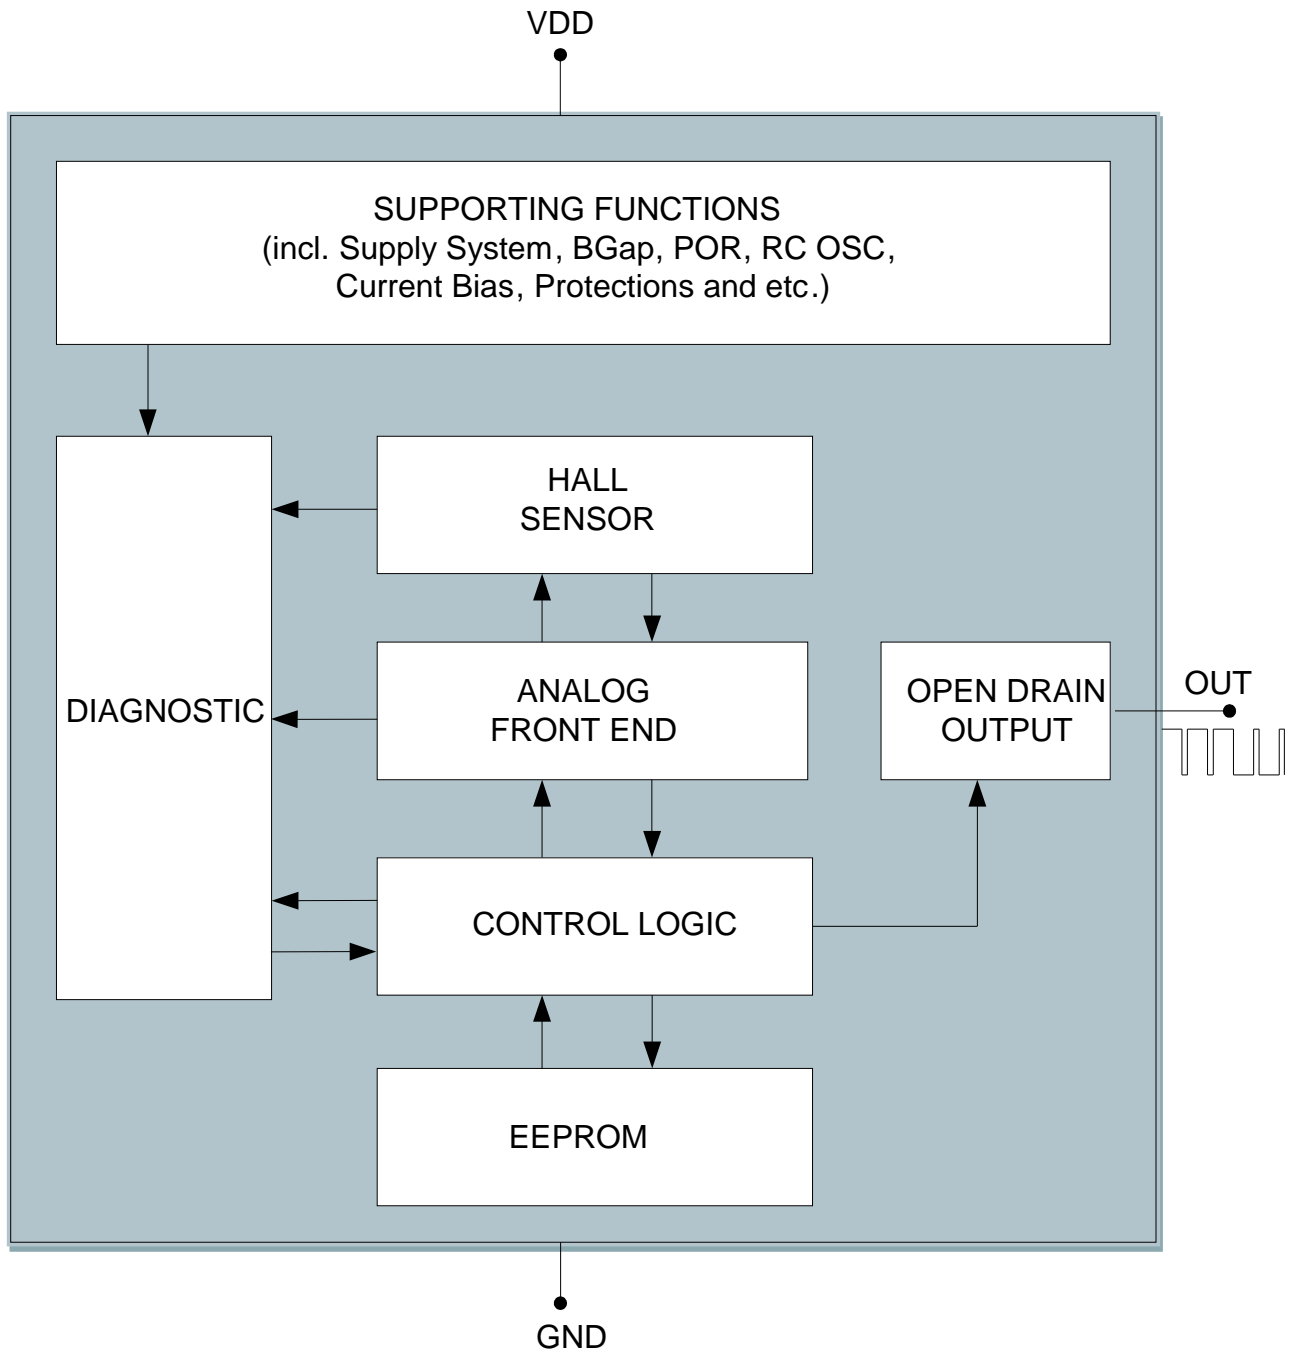 VDD
SUPPORTING FUNCTIONS
(incl. Supply System, BGap, POR, RC OSC,
Current Bias, Protections and etc.)
HALL
SENSOR
DIAGNOSTIC
ANALOG
FRONT END
OPEN DRAIN
OUTPUT
OUT
CONTROL LOGIC
EEPROM
GND